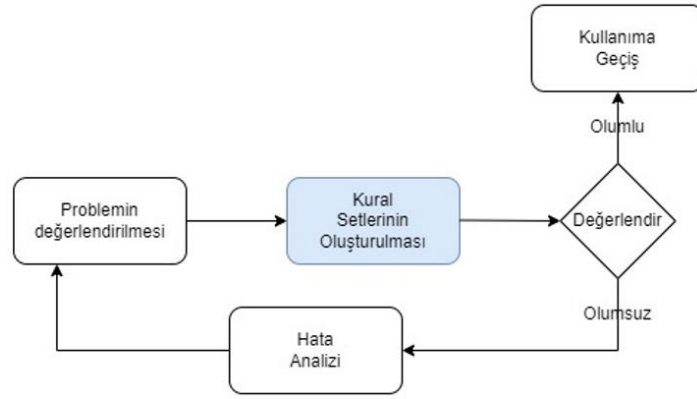 Kullanıma
Geçiş
Olumlu
Problemin
değerlendirilmesi
Kural
Setlerinin
Oluşturulması
Değerlendir
Olumsuz
Hata
Analizi